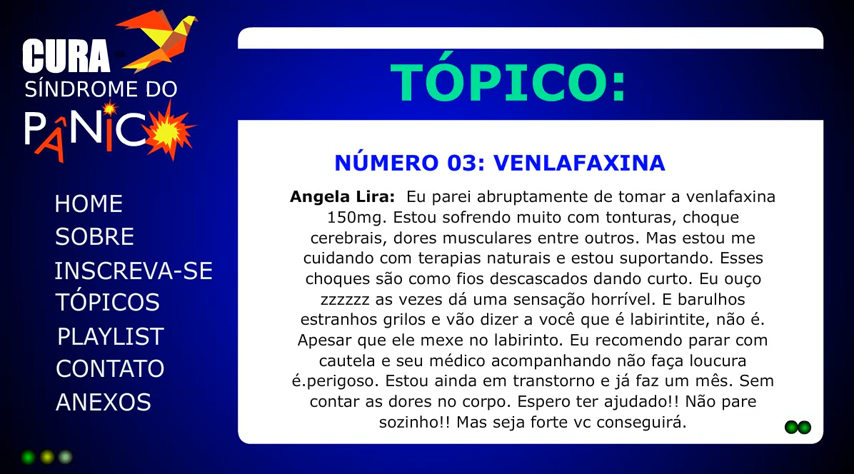 CURA
SÍNDROME DO
PÂNICO
HOME
SOBRE
INSCREVA-SE
TÓPICOS
PLAYLIST
CONTATO
ANEXOS
TÓPICO:
NÚMERO 03: VENLAFAXINA
Angela Lira: Eu parei abruptamente de tomar a venlafaxina
150mg. Estou sofrendo muito com tonturas, choque
cerebrais, dores musculares entre outros. Mas estou me
cuidando com terapias naturais e estou suportando. Esses
choques são como fios descascados dando curto. Eu ouço
zzzzzz as vezes dá uma sensação horrível. E barulhos
estranhos grilos e vão dizer a você que é labirintite, não é.
Apesar que ele mexe no labirinto. Eu recomendo parar com
cautela e seu médico acompanhando não faça loucura
é.perigoso. Estou ainda em transtorno e já faz um mês. Sem
contar as dores no corpo. Espero ter ajudado!! Não pare
sozinho!! Mas seja forte vc conseguirá.